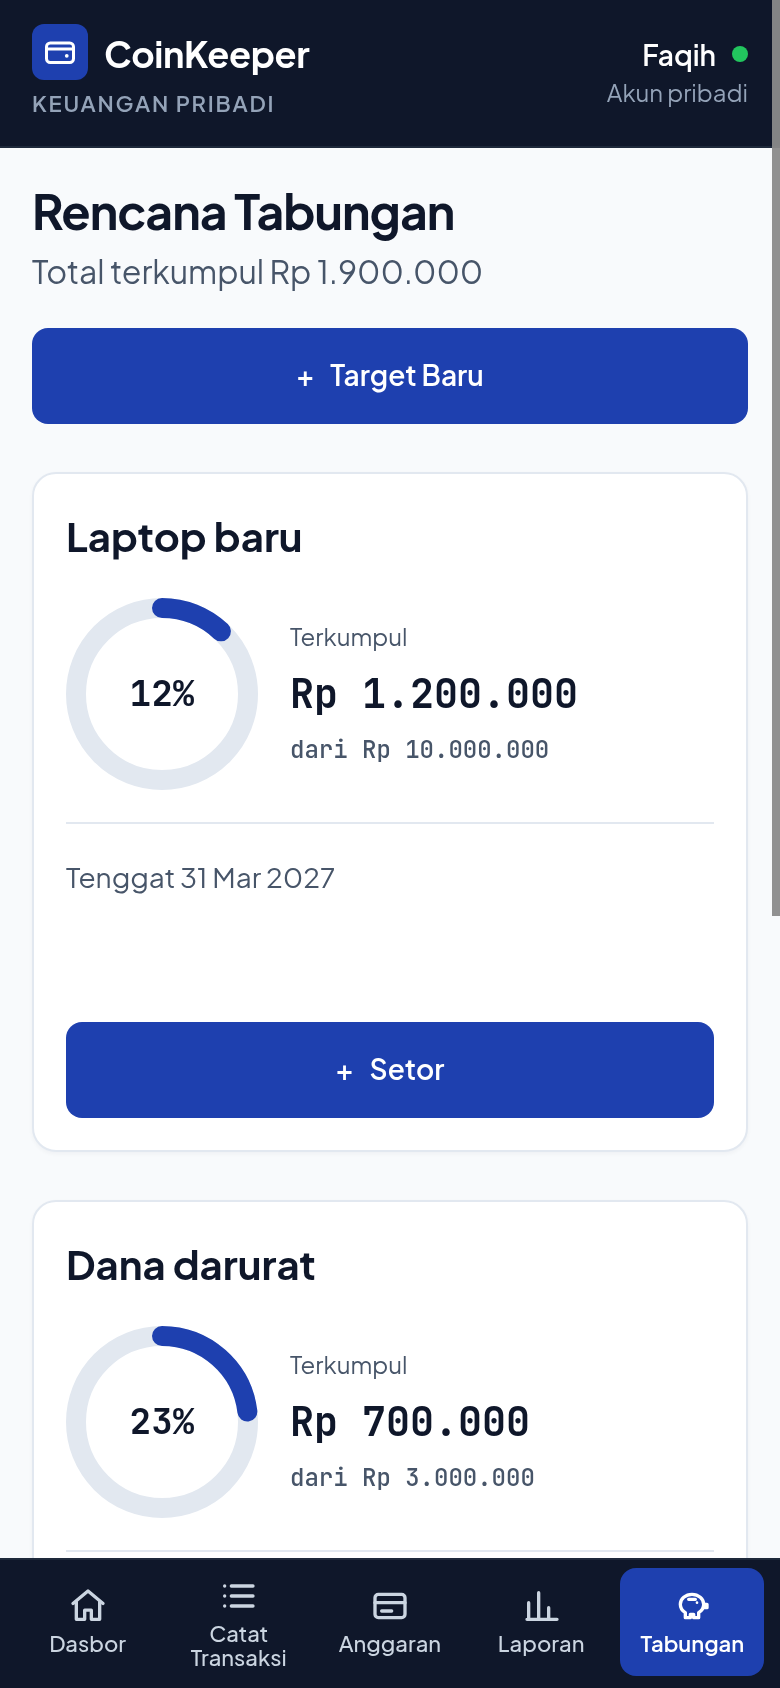 CoinKeeper
KEUANGAN PRIBADI
Faqih
Akun pribadi
Rencana Tabungan
Total terkumpul Rp 1.900.000
+ Target Baru
Laptop baru
12%
Terkumpul
Rp 1.200.000
dari Rp 10.000.000
Tenggat 31 Mar 2027
+ Setor
Dana darurat
23%
Terkumpul
Rp 700.000
dari Rp 3.000.000
Dasbor
Catat
Transaksi
Anggaran
Laporan
Tabungan